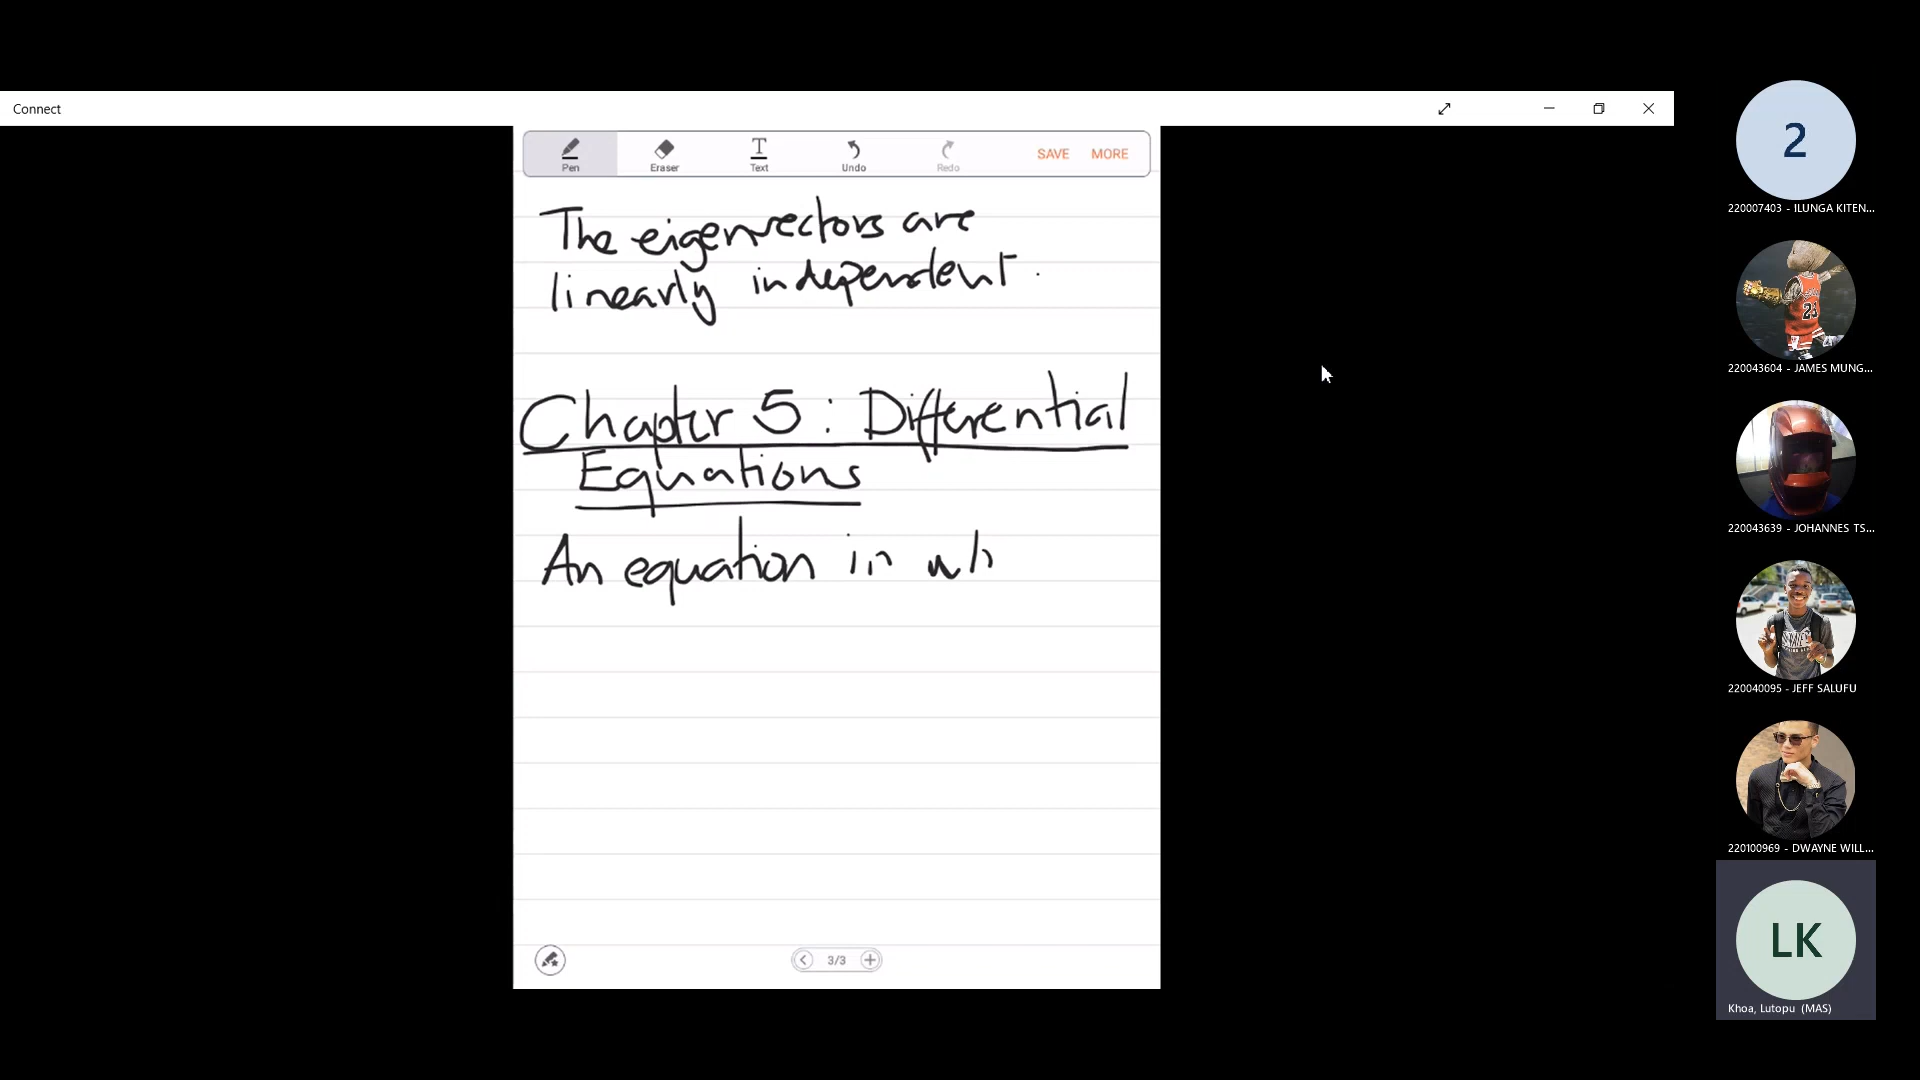 Connect
Pen
Eraser
T
Text
Undo
Redo
SAVE
MORE
The eigenvectors are
linearly independent.
Chapter 5 : Differential
Equations
An equation in wh
3/3
2
220007403 - ILUNGA KITEN...
23
220043604 - JAMES MUNG...
220043639 - JOHANNES TS...
220040095 - JEFF SALUFU
220100969 - DWAYNE WILL...
LK
Khoa, Lutopu (MAS)